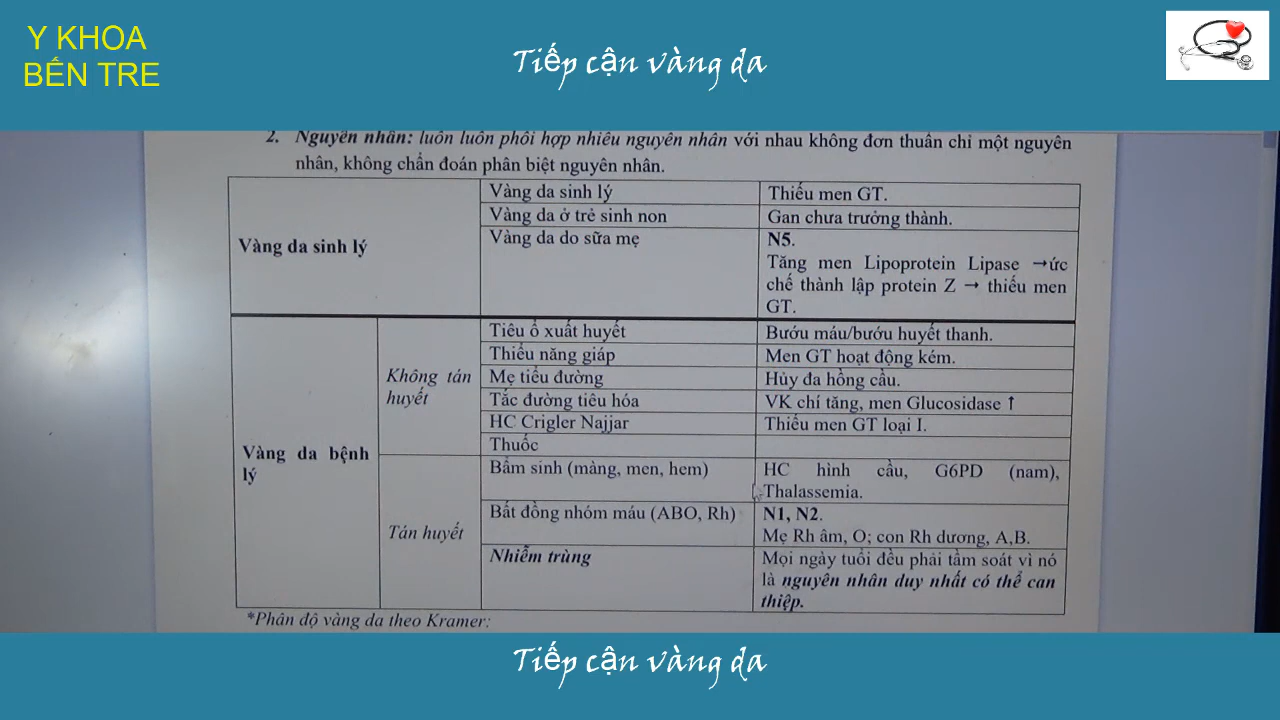 Y KHOA
BẾN TRE
Tiếp cận vàng da
2. Nguyên nhân: luôn luôn phối hợp nhiều nguyên nhân với nhau không đơn thuần chỉ một nguyên
nhân, không chẩn đoán phân biệt nguyên nhân.
Vàng da sinh lý
Vàng da sinh lý
Thiếu men GT.
Vàng da ở trẻ sinh non
Gan chưa trưởng thành.
Vàng da do sữa mẹ
N5.
Tăng men Lipoprotein Lipase →ức
chế thành lập protein Z → thiếu men
GT.
Vàng da bệnh
lý
Không tán
huyết
Tiêu ổ xuất huyết
Bướu máu/bướu huyết thanh.
Thiểu năng giáp
Men GT hoạt động kém.
Mẹ tiểu đường
Hủy đa hồng cầu.
Tắc đường tiêu hóa
VK chí tăng, men Glucosidase ↑
HC Crigler Najjar
Thiếu men GT loại I.
Thuốc
Tán huyết
Bẩm sinh (màng, men, hem)
HC hình cầu, G6PD (nam),
Thalassemia.
Bất đồng nhóm máu (ABO, Rh)
N1, N2.
Mẹ Rh âm, O; con Rh dương, A,B.
Nhiễm trùng
Mọi ngày tuổi đều phải tầm soát vì nó
là nguyên nhân duy nhất có thể can
thiệp.
*Phân độ vàng da theo Kramer:
Tiếp cận vàng da